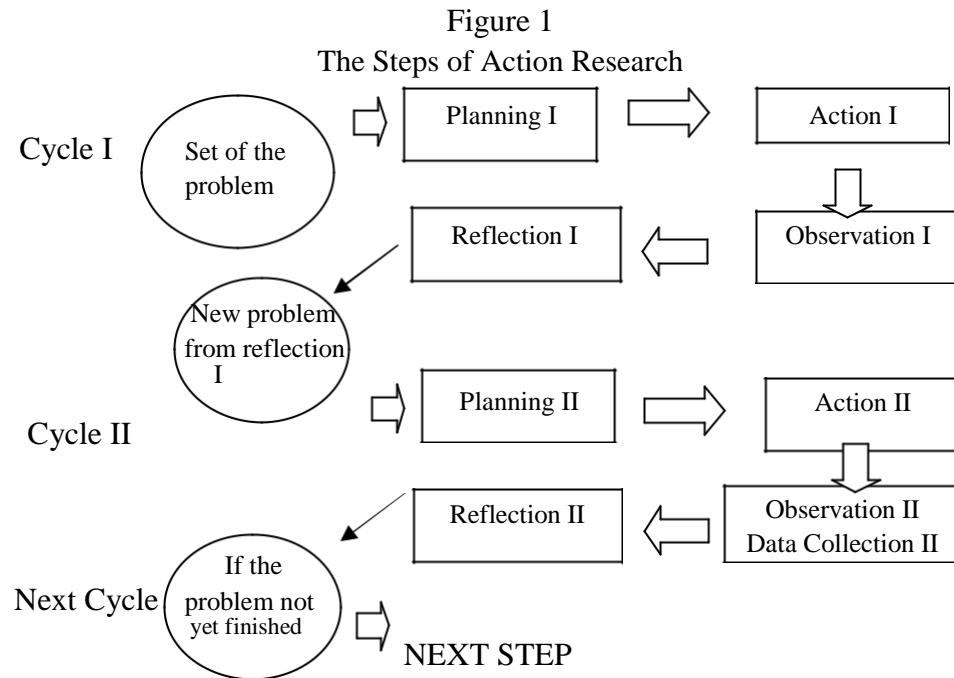 Figure 1
The Steps of Action Research
Cycle I
Set of the
problem
Planning I
Action I
Reflection I
Observation I
New problem
from reflection
I
Cycle II
Planning II
Action II
Reflection II
Observation II
Data Collection II
Next Cycle
If the
problem not
yet finished
NEXT STEP